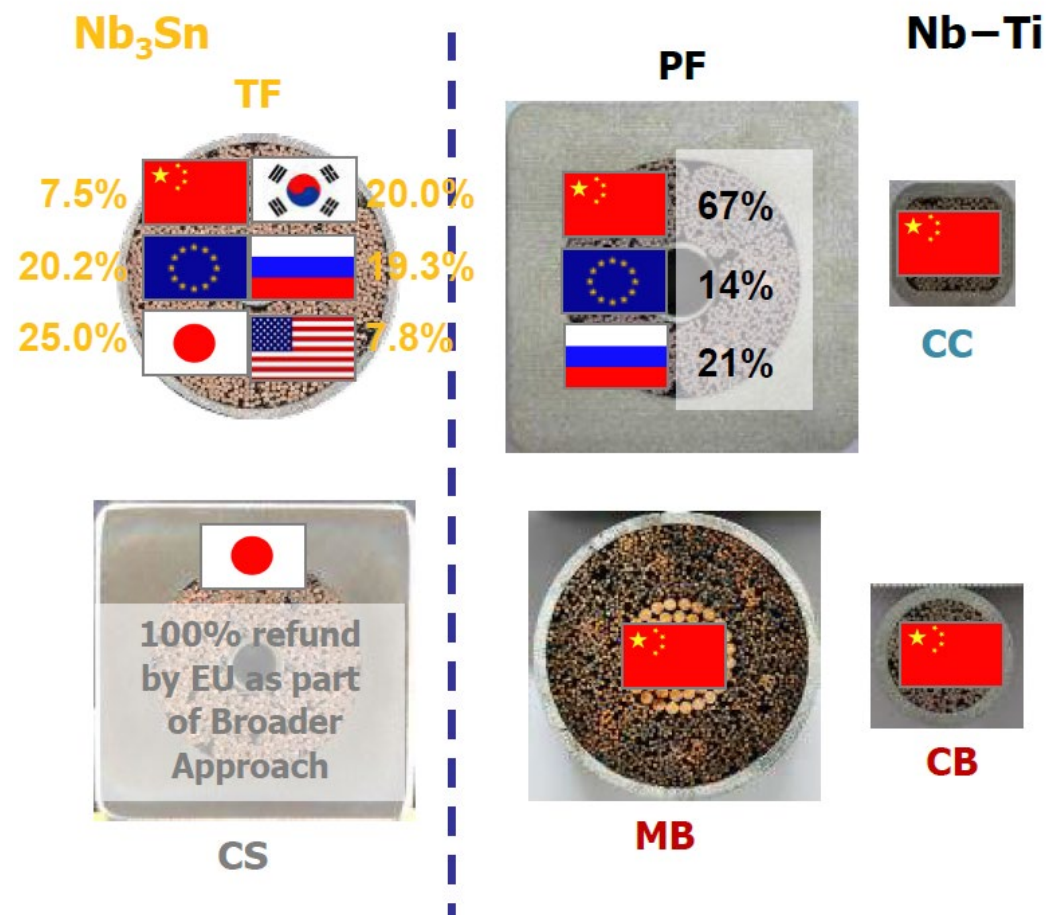 Nb₃Sn
Nb−Ti
TF
PF
7.5%
20.0%
20.2%
19.3%
25.0%
7.8%
67%
14%
21%
CC
100% refund
by EU as part
of Broader
Approach
CS
MB
CB